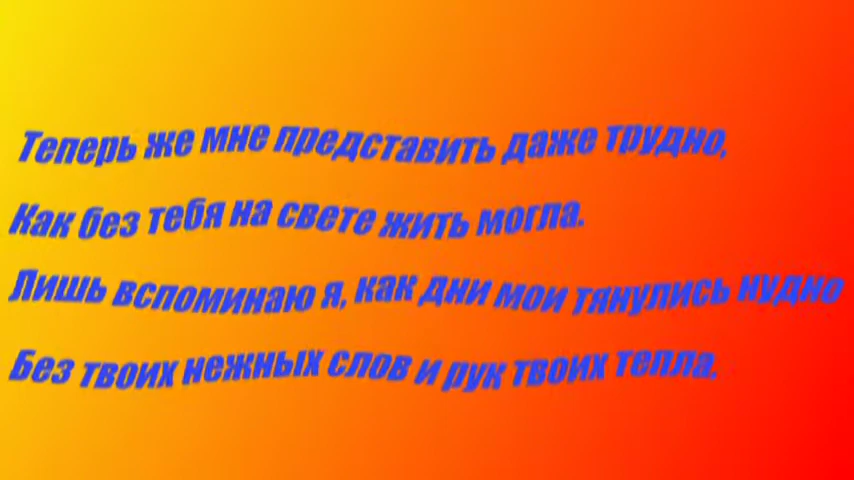 Теперь же мне представить даже трудно,
Как без тебя на свете жить могла.
Лишь вспоминаю я, как дни мои тянулись нудно
Без твоих нежных слов и рук твоих тепла.